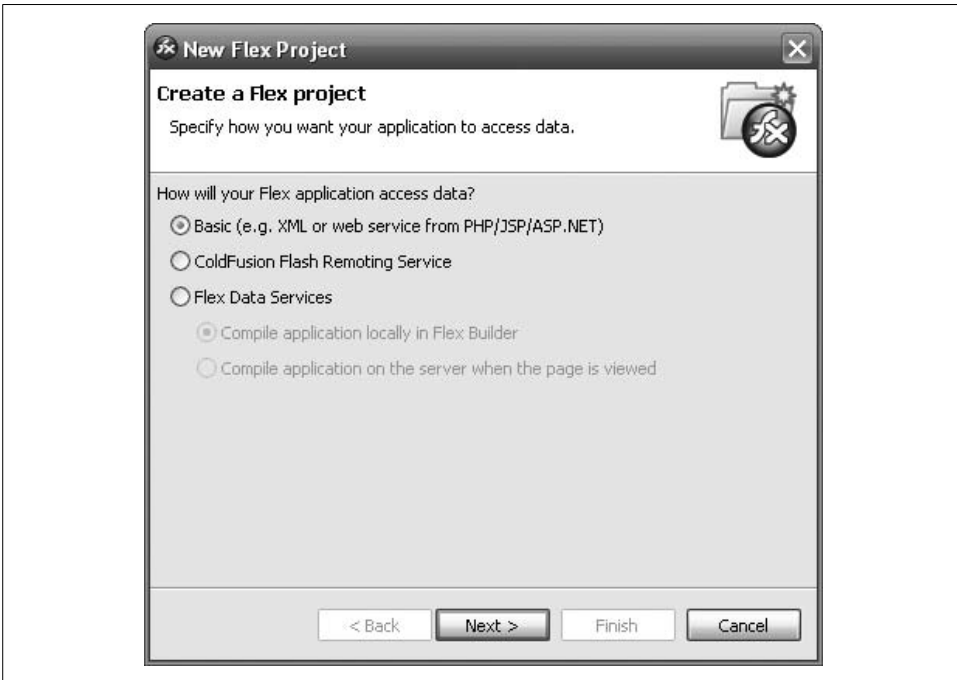 New Flex Project
Create a Flex project
Specify how you want your application to access data.
fx
How will your Flex application access data?
Basic (e.g. XML or web service from PHP/JSP/ASP.NET)
ColdFusion Flash Remoting Service
Flex Data Services
Compile application locally in Flex Builder
Compile application on the server when the page is viewed
< Back
Next >
Finish
Cancel